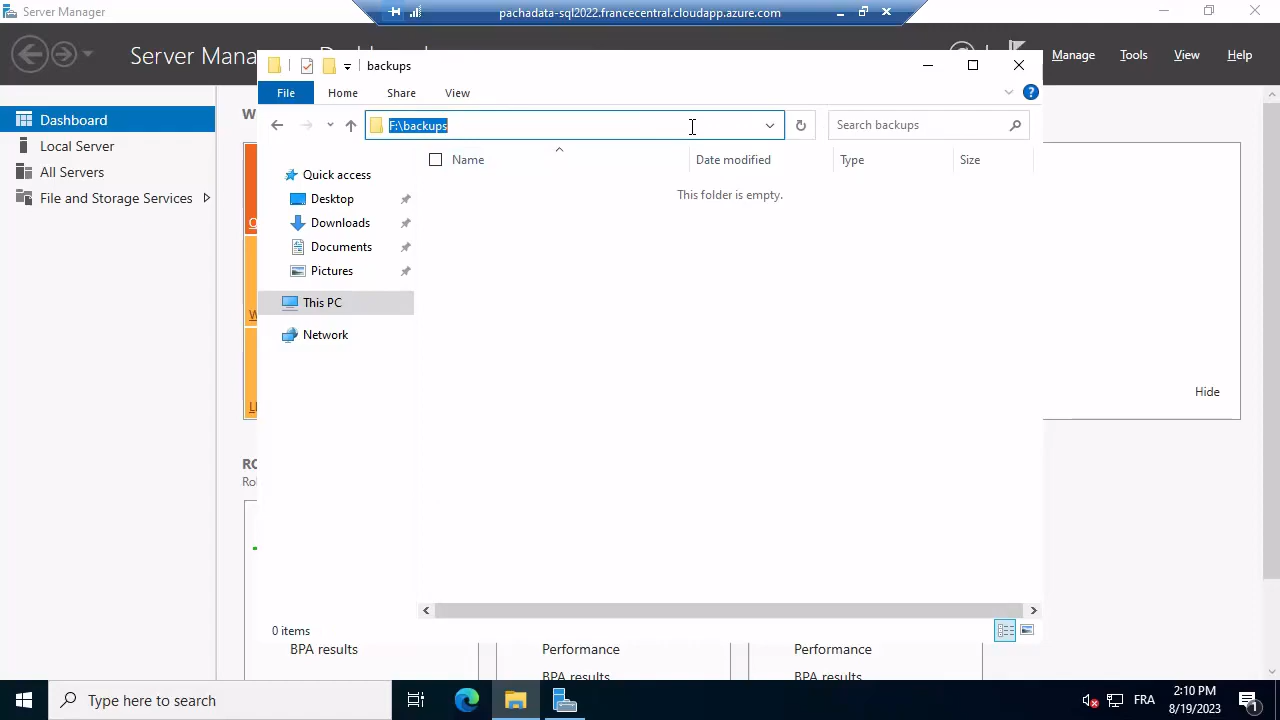 Server Manager
pachadata-sql2022.francecentral.cloudapp.azure.com
Manage
Tools
View
Help
backups
File
Home
Share
View
F:\backups
Search backups
Dashboard
Local Server
All Servers
File and Storage Services
Name
Date modified
Type
Size
This folder is empty.
Quick access
Desktop
Downloads
Documents
Pictures
This PC
Network
Hide
0 items
BPA results
Performance
BPA results
Performance
BPA results
Type here to search
FRA
2:10 PM
8/19/2023
1